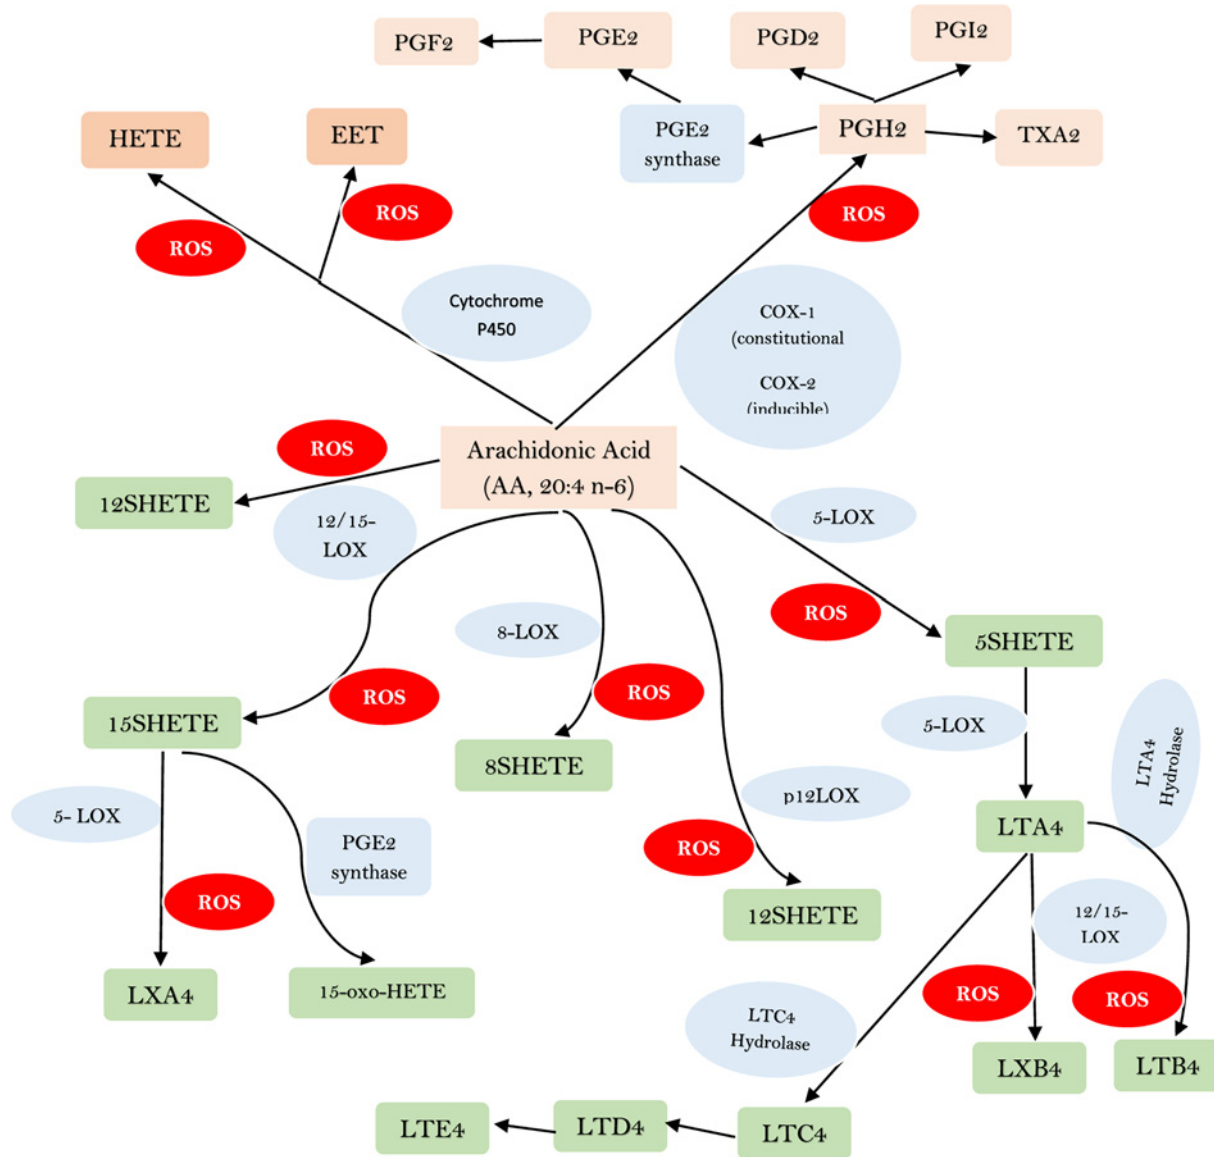 PGF2
PGE2
PGD2
PGI2
HETE
EET
PGE2
synthase
PGH2
TXA2
ROS
ROS
ROS
Cytochrome
P450
COX-1
(constitutional
COX-2
(inducible)
ROS
Arachidonic Acid
(AA, 20:4 n-6)
12SHETE
12/15-
LOX
5-LOX
ROS
8-LOX
5SHETE
ROS
ROS
15SHETE
8SHETE
5-LOX
LTA4
Hydrolase
5- LOX
PGE2
synthase
p12LOX
LTA4
ROS
ROS
12SHETE
12/15-
LOX
LXA4
15-oxo-HETE
ROS
ROS
LTC4
Hydrolase
LXB4
LTB4
LTE4
LTD4
LTC4